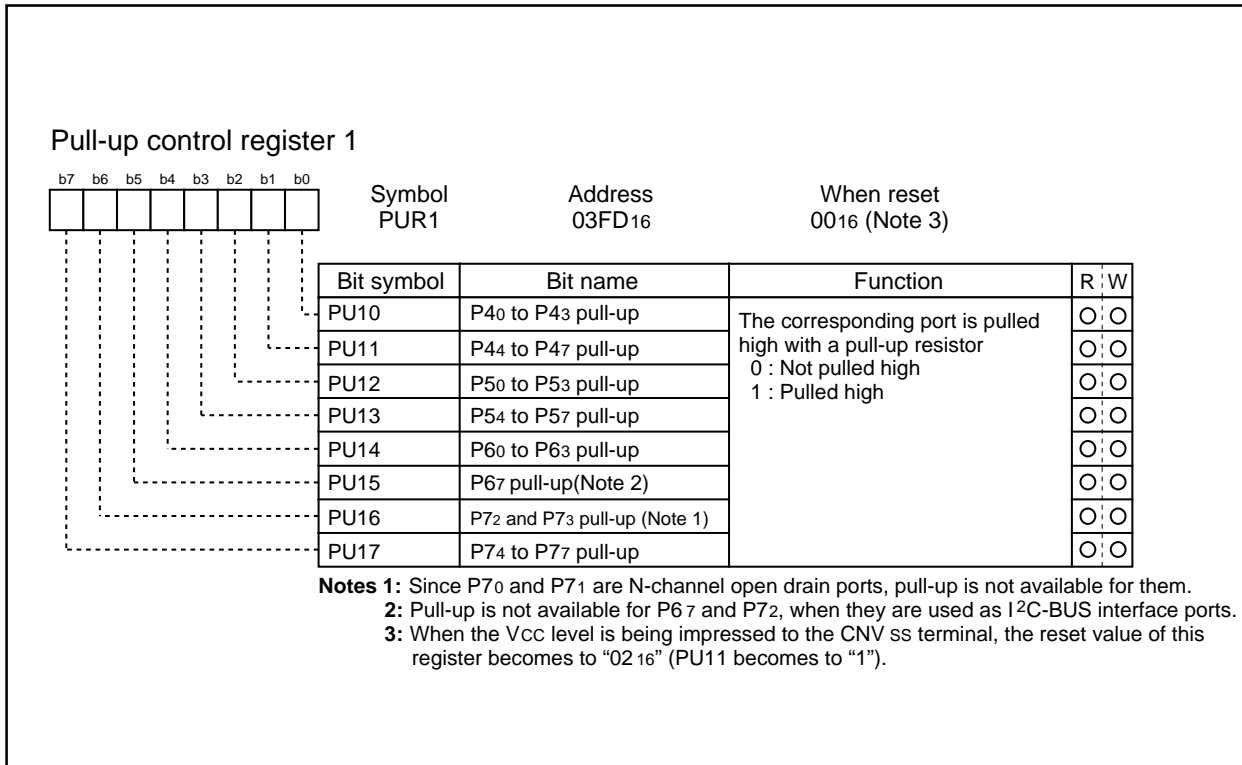 Pull-up control register 1
b7 b6 b5 b4 b3 b2 b1 b0
Symbol Address When reset
PUR1 03FD16 0016 (Note 3)
Bit symbol Bit name Function R W
PU10 P40 to P43 pull-up The corresponding port is pulled
PU11 P44 to P47 pull-up high with a pull-up resistor
0 : Not pulled high
PU12 P50 to P53 pull-up 1 : Pulled high
PU13 P54 to P57 pull-up
PU14 P60 to P63 pull-up
PU15 P67 pull-up(Note 2)
PU16 P72 and P73 pull-up (Note 1)
PU17 P74 to P77 pull-up
Notes 1: Since P70 and P71 are N-channel open drain ports, pull-up is not available for them.
2: Pull-up is not available for P67 and P72, when they are used as I2C-BUS interface ports.
3: When the VCC level is being impressed to the CNVSS terminal, the reset value of this
register becomes to “0216” (PU11 becomes to “1”).